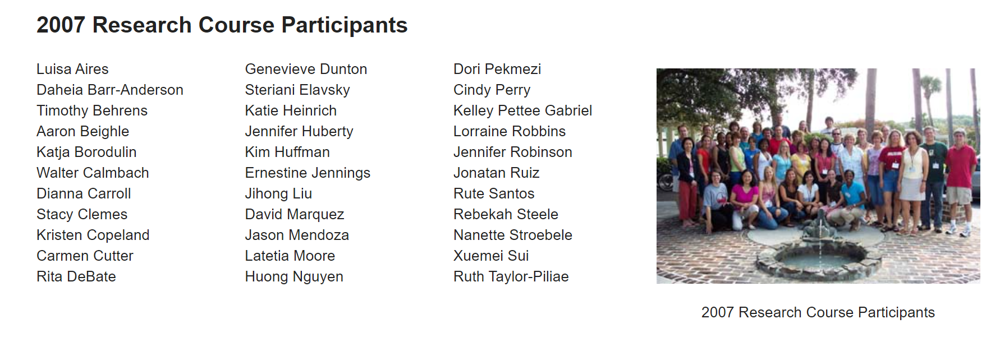 2007 Research Course Participants
Luisa Aires
Daheia Barr-Anderson
Timothy Behrens
Aaron Beighle
Katja Borodulin
Walter Calmbach
Dianna Carroll
Stacy Clemes
Kristen Copeland
Carmen Cutter
Rita DeBate
Genevieve Dunton
Steriani Elavsky
Katie Heinrich
Jennifer Huberty
Kim Huffman
Ernestine Jennings
Jihong Liu
David Marquez
Jason Mendoza
Latetia Moore
Huong Nguyen
Dori Pekmezi
Cindy Perry
Kelley Pettee Gabriel
Lorraine Robbins
Jennifer Robinson
Jonatan Ruiz
Rute Santos
Rebekah Steele
Nanette Stroebele
Xuemei Sui
Ruth Taylor-Piliae
2007 Research Course Participants